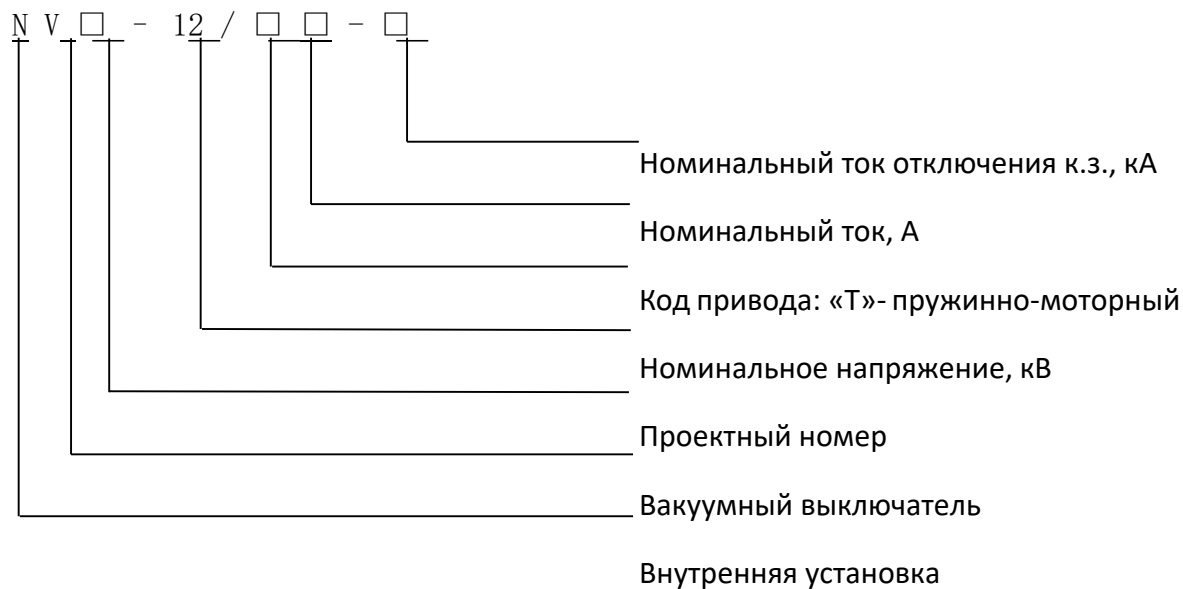 N V □ - 12 / □ □ - □
Номинальный ток отключения к.з., кА
Номинальный ток, А
Код привода: «Т»- пружинно-моторный
Номинальное напряжение, кВ
Проектный номер
Вакуумный выключатель
Внутренняя установка